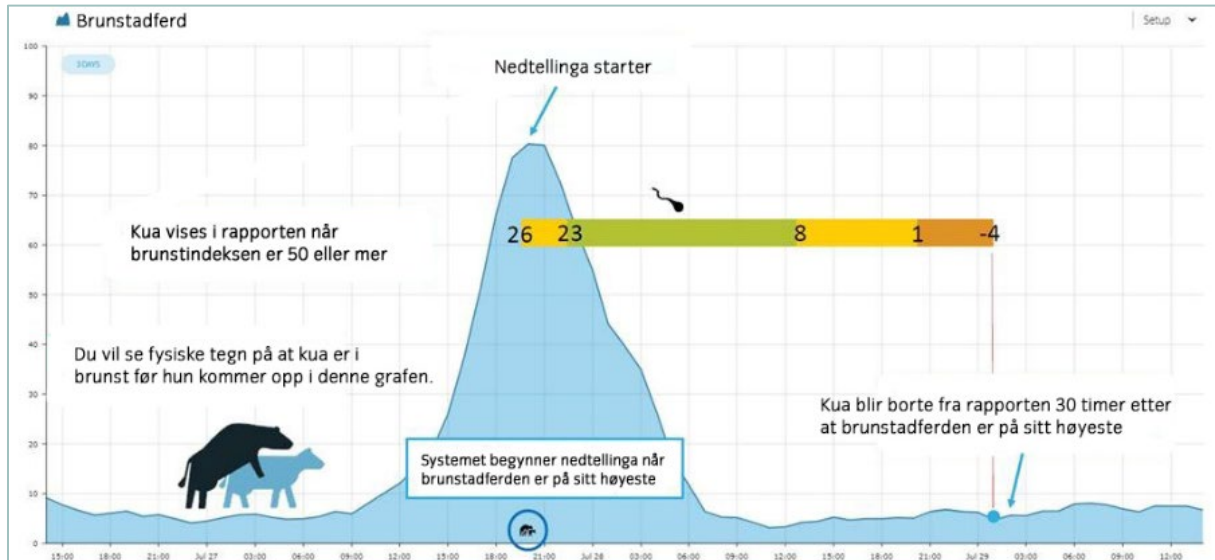 Brunstadferd
Setup
3 DAYS
Nedtellinga starter
Kua vises i rapporten når
brunstindeksen er 50 eller mer
26 23 8 1 -4
Du vil se fysiske tegn på at kua er i
brunst før hun kommer opp i denne grafen.
Kua blir borte fra rapporten 30 timer etter
at brunstadferden er på sitt høyeste
Systemet begynner nedtellinga når
brunstadferden er på sitt høyeste
100
90
80
70
60
50
40
30
20
10
0
15:00 18:00 21:00 Jul 27 03:00 06:00 09:00 12:00 15:00 18:00 21:00 Jul 28 03:00 06:00 09:00 12:00 15:00 18:00 21:00 Jul 29 03:00 06:00 09:00 12:00